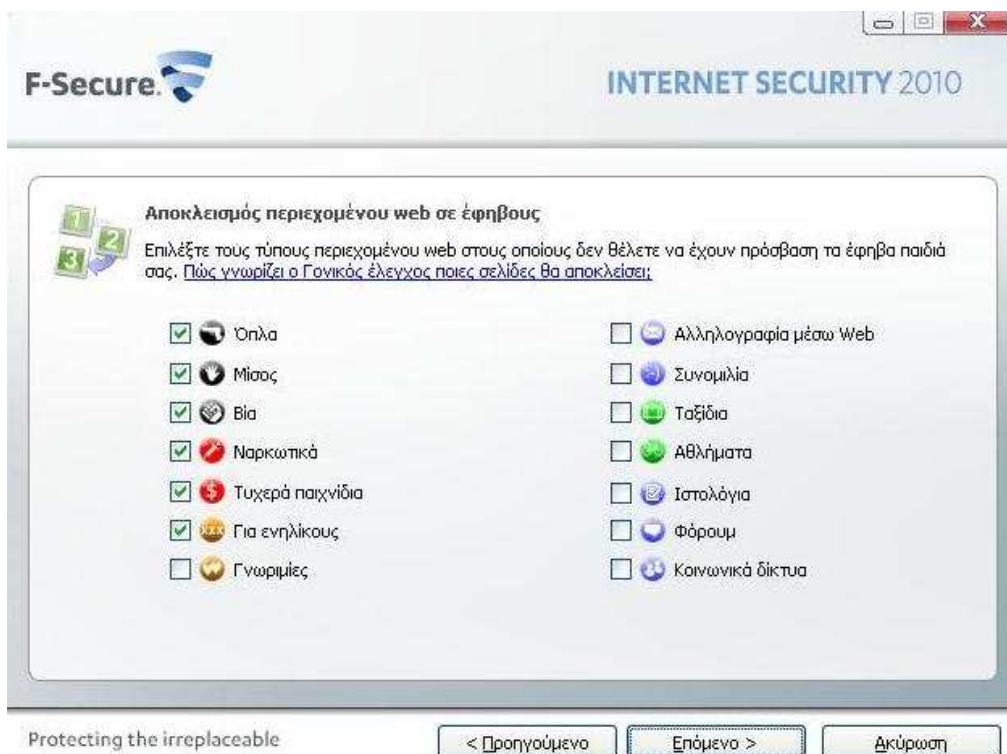 F-Secure.
INTERNET SECURITY 2010
Αποκλεισμός περιεχομένου web σε έφηβους
Επιλέξτε τους τύπους περιεχομένου web στους οποίους δεν θέλετε να έχουν πρόσβαση τα έφηβα παιδιά
σας. Πώς γνωρίζει ο Γονικός έλεγχος ποιες σελίδες θα αποκλείσει;
Όπλα
Μίσος
Βία
Ναρκωτικά
Τυχερά παιχνίδια
Για ενηλίκους
Γνωριμίες
Αλληλογραφία μέσω Web
Συνομιλία
Ταξίδια
Αθλήματα
Ιστολόγια
Φόρουμ
Κοινωνικά δίκτυα
Protecting the irreplaceable
< Προηγούμενο
Επόμενο >
Ακύρωση